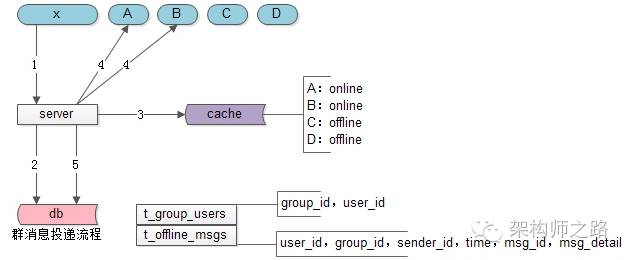 x
A
B
C
D
1
4
4
server
3
cache
A：online
B：online
C：offline
D：offline
2
5
db
群消息投递流程
t_group_users
group_id，user_id
t_offline_msgs
user_id，group_id，sender_id，time，msg_id，msg_detail
架构师之路